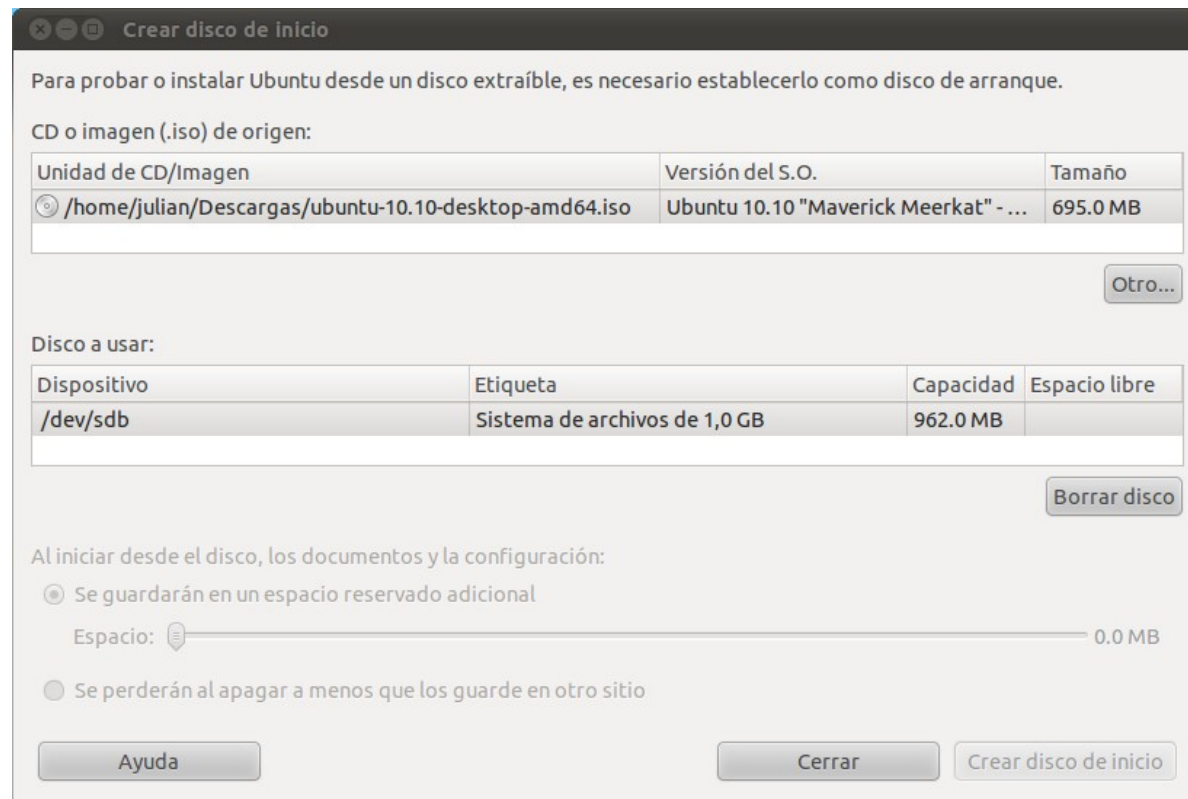 Crear disco de inicio
Para probar o instalar Ubuntu desde un disco extraíble, es necesario establecerlo como disco de arranque.
CD o imagen (.iso) de origen:
Unidad de CD/Imagen Versión del S.O. Tamaño
/home/julian/Descargas/ubuntu-10.10-desktop-amd64.iso Ubuntu 10.10 "Maverick Meerkat" - ... 695.0 MB
Otro...
Disco a usar:
Dispositivo Etiqueta Capacidad Espacio libre
/dev/sdb Sistema de archivos de 1,0 GB 962.0 MB
Borrar disco
Al iniciar desde el disco, los documentos y la configuración:
Se guardarán en un espacio reservado adicional
Espacio: 0.0 MB
Se perderán al apagar a menos que los guarde en otro sitio
Ayuda Cerrar Crear disco de inicio